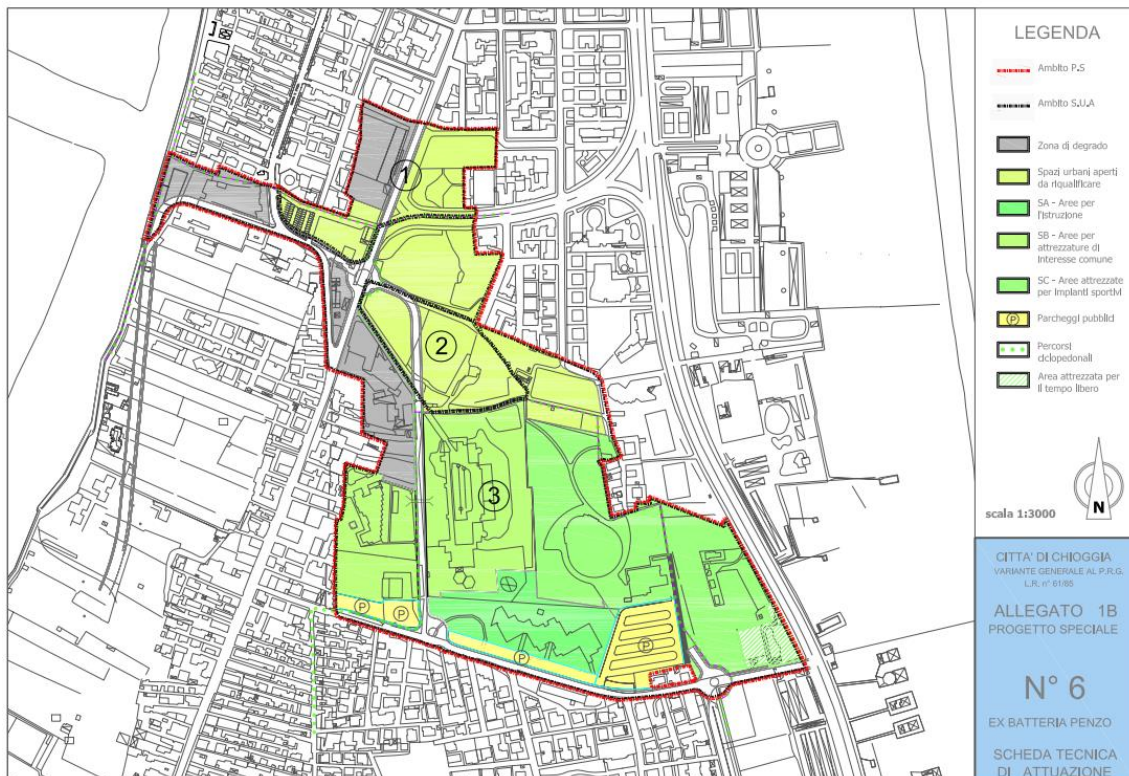 1
2
3
P
P
P
P
LEGENDA
Ambito P.S
Ambito S.U.A
Zona di degrado
Spazi urbani aperti
da riqualificare
SA - Aree per
l'istruzione
SB - Aree per
attrezzature di
interesse comune
SC - Aree attrezzate
per impianti sportivi
P
Parcheggi pubblici
Percorsi
ciclopedonali
Area attrezzata per
il tempo libero
scala 1:3000
N
CITTA' DI CHIOGGIA
VARIANTE GENERALE AL P.R.G.
L.R. n° 61/85
ALLEGATO 1B
PROGETTO SPECIALE
N° 6
EX BATTERIA PENZO
SCHEDA TECNICA
DI ATTUAZIONE